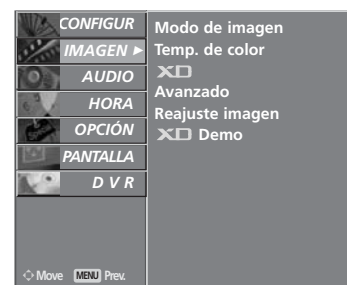 CONFIGUR
IMAGEN ►
AUDIO
HORA
OPCIÓN
PANTALLA
D V R
Modo de imagen
Temp. de color
XD
Avanzado
Reajuste imagen
XD Demo
Move MENU Prev.